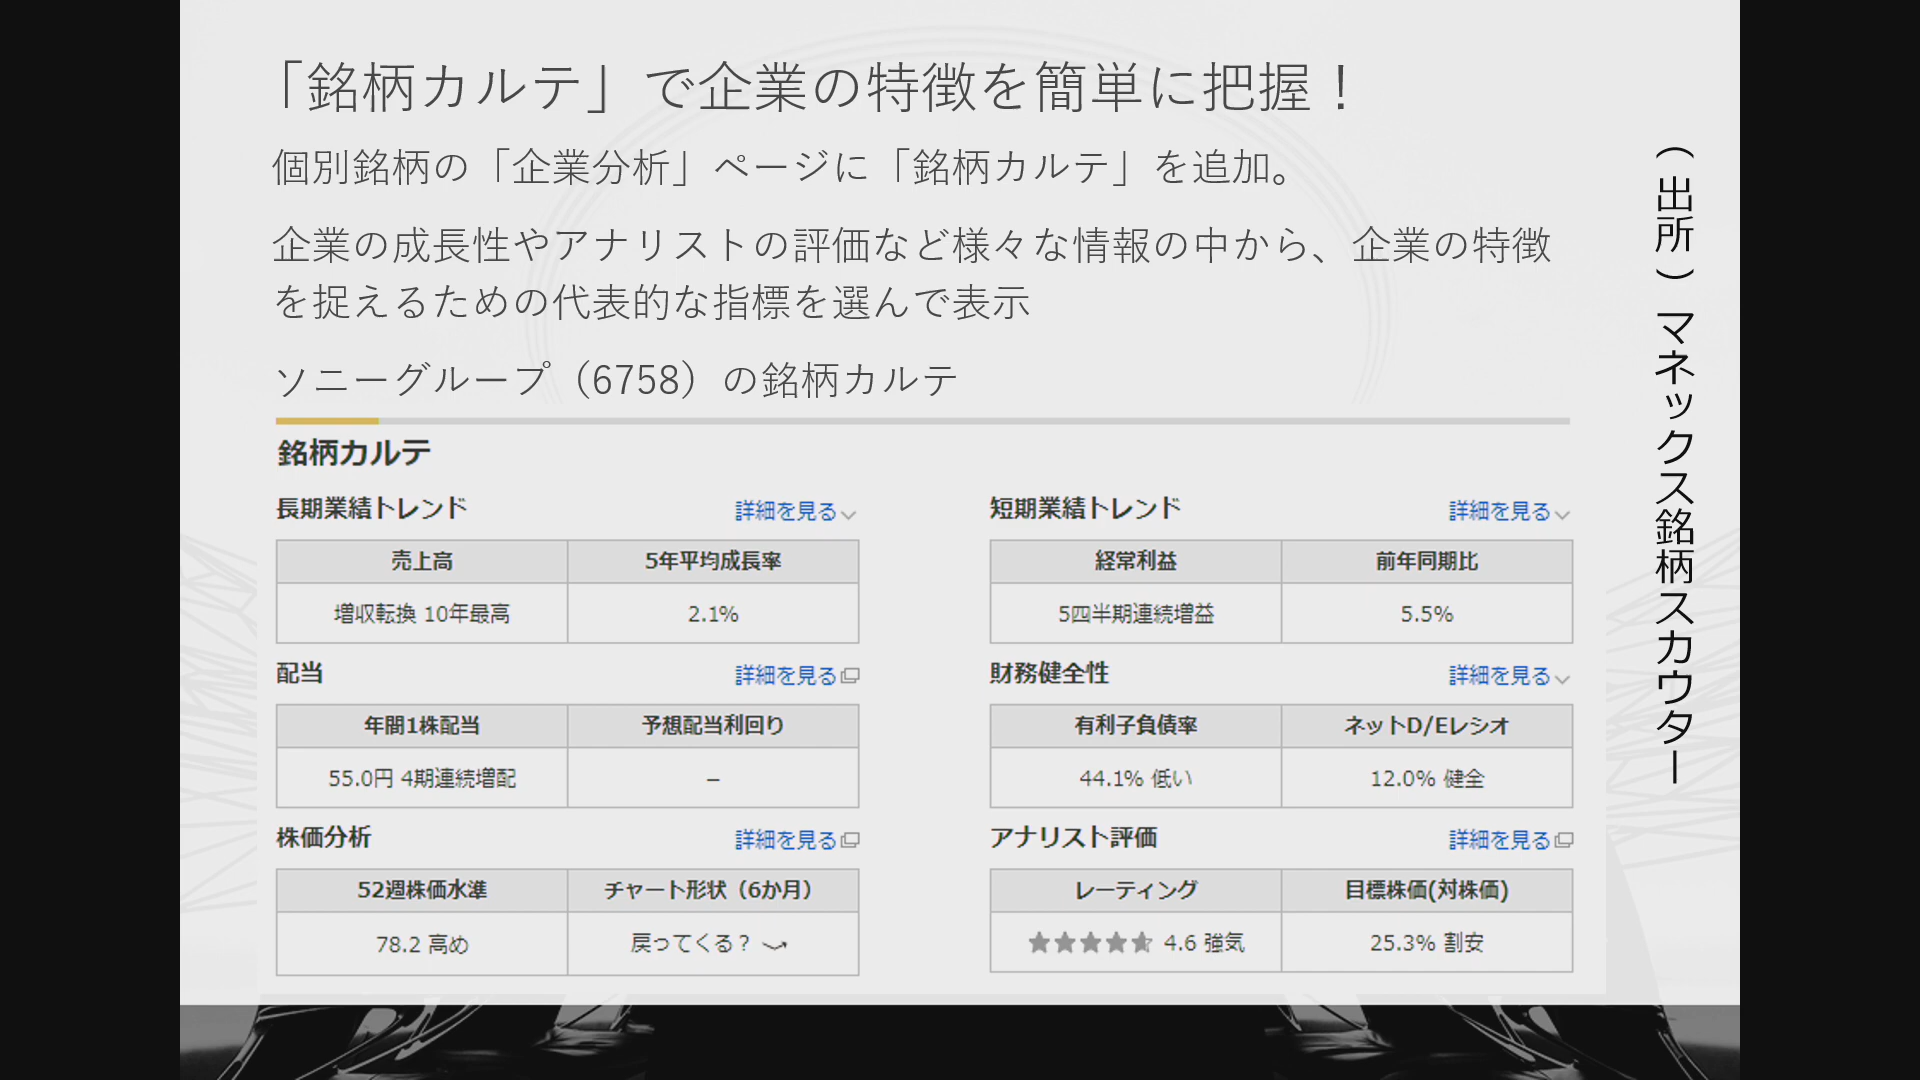 「銘柄カルテ」で企業の特徴を簡単に把握！
個別銘柄の「企業分析」ページに「銘柄カルテ」を追加。
企業の成長性やアナリストの評価など様々な情報の中から、企業の特徴
を捉えるための代表的な指標を選んで表示
ソニーグループ（6758）の銘柄カルテ
銘柄カルテ
長期業績トレンド 詳細を見る
売上高 5年平均成長率
増収転換 10年最高 2.1%
短期業績トレンド 詳細を見る
経常利益 前年同期比
5四半期連続増益 5.5%
配当 詳細を見る
年間1株配当 予想配当利回り
55.0円 4期連続増配 –
財務健全性 詳細を見る
有利子負債率 ネットD/Eレシオ
44.1% 低い 12.0% 健全
株価分析 詳細を見る
52週株価水準 チャート形状（6か月）
78.2 高め 戻ってくる？
アナリスト評価 詳細を見る
レーティング 目標株価(対株価)
4.6 強気 25.3% 割安
（出所）マネックス銘柄スカウター